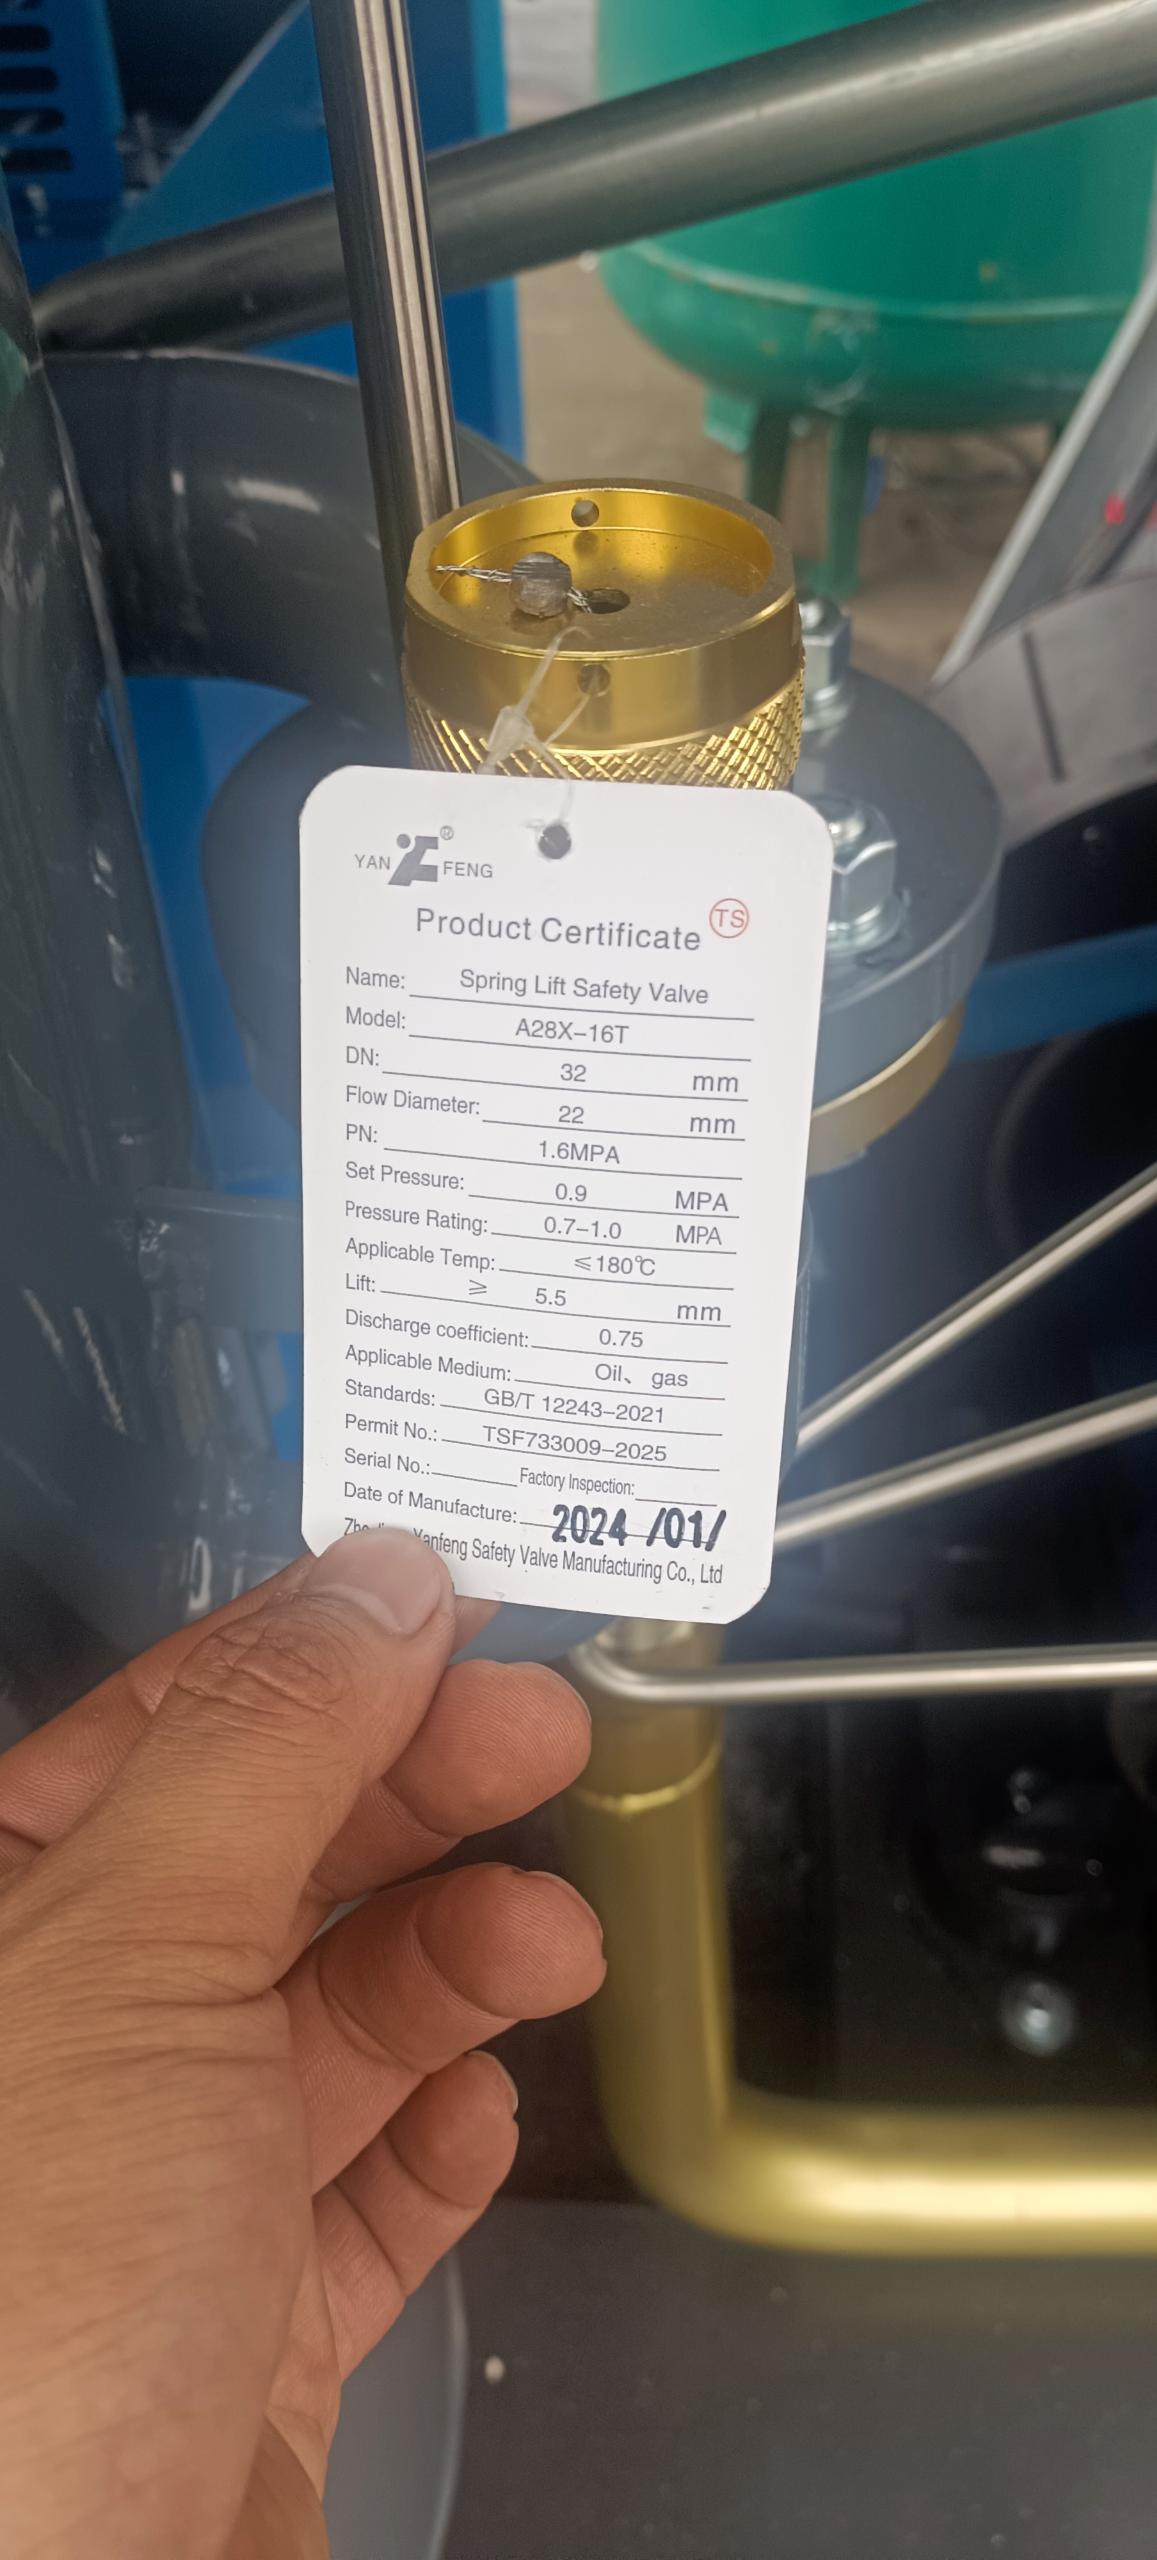 YAN FENG ®
TS
Product Certificate
Name: Spring Lift Safety Valve
Model: A28X-16T
DN: 32 mm
Flow Diameter: 22 mm
PN: 1.6MPA
Set Pressure: 0.9 MPA
Pressure Rating: 0.7-1.0 MPA
Applicable Temp: ≤180℃
Lift: ≥ 5.5 mm
Discharge coefficient: 0.75
Applicable Medium: Oil、gas
Standards: GB/T 12243-2021
Permit No.: TSF733009-2025
Serial No.: Factory Inspection:
Date of Manufacture: 2024 /01/
Yanfeng Safety Valve Manufacturing Co., Ltd